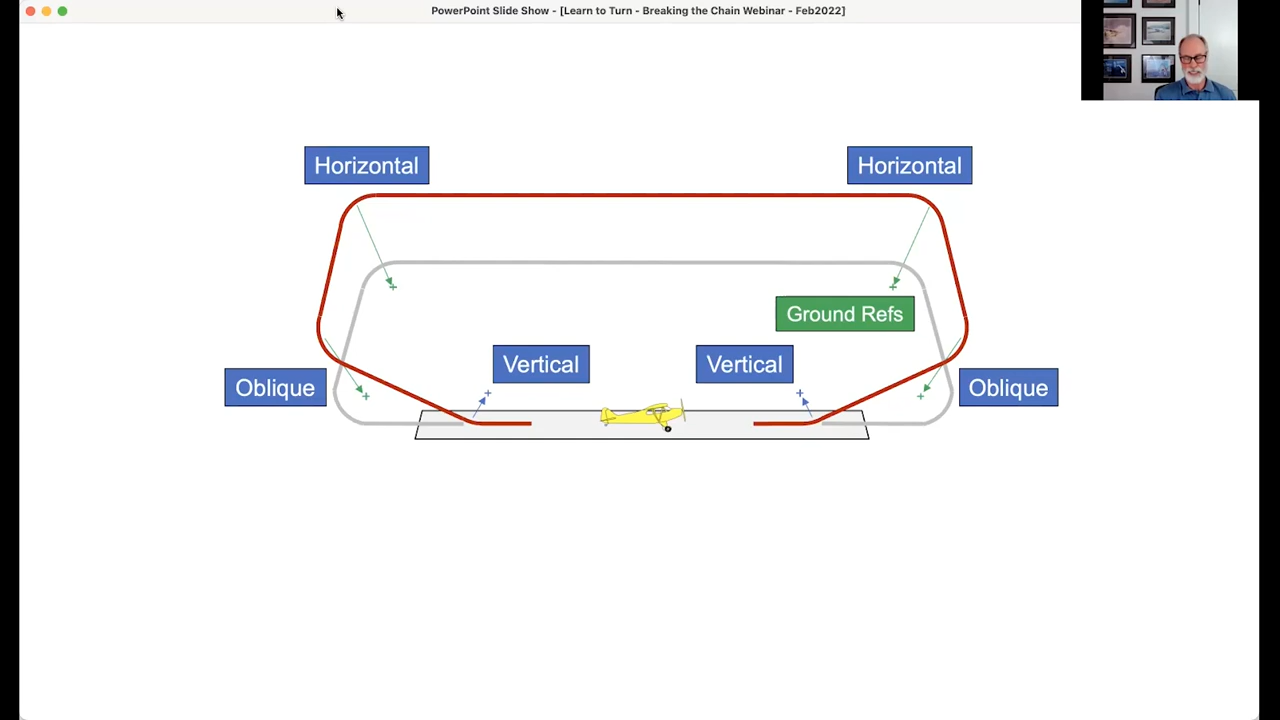 PowerPoint Slide Show - [Learn to Turn - Breaking the Chain Webinar - Feb2022]
Horizontal
Horizontal
Ground Refs
Vertical
Vertical
Oblique
Oblique